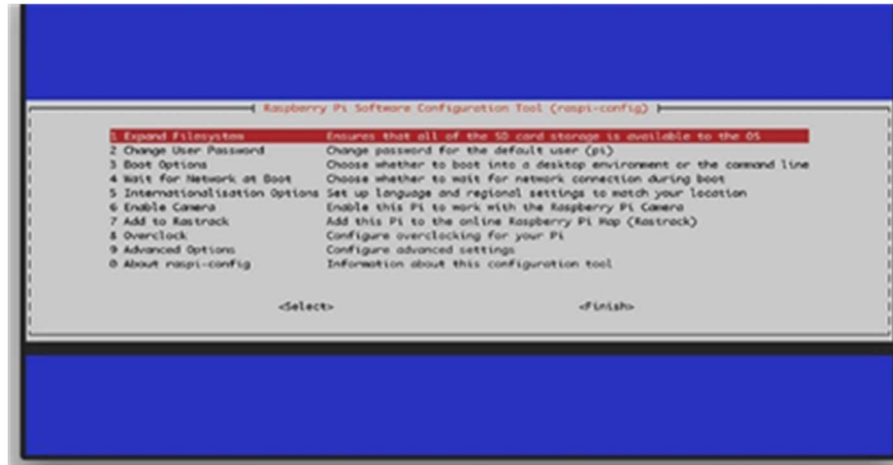 Raspberry Pi Software Configuration Tool (raspi-config)
1 Expand Filesystem Ensures that all of the SD card storage is available to the OS
2 Change User Password Change password for the default user (pi)
3 Boot Options Choose whether to boot into a desktop environment or the command line
4 Wait for Network at Boot Choose whether to wait for network connection during boot
5 Internationalisation Options Set up language and regional settings to match your location
6 Enable Camera Enable this Pi to work with the Raspberry Pi Camera
7 Add to Rastrack Add this Pi to the online Raspberry Pi Map (Rastrack)
8 Overclock Configure overclocking for your Pi
9 Advanced Options Configure advanced settings
0 About raspi-config Information about this configuration tool
<Select> <Finish>